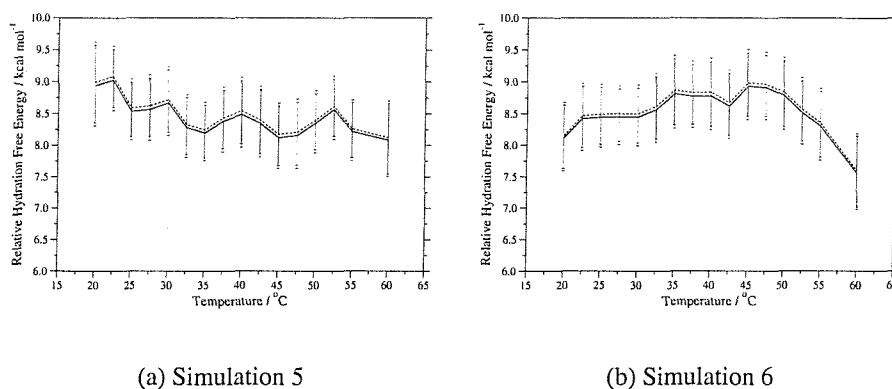 10.0
9.5
9.0
8.5
8.0
7.5
7.0
6.5
6.0
Relative Hydration Free Energy / kcal mol⁻¹
15 20 25 30 35 40 45 50 55 60 65
Temperature / °C
(a) Simulation 5
10.0
9.5
9.0
8.5
8.0
7.5
7.0
6.5
6.0
Relative Hydration Free Energy / kcal mol⁻¹
15 20 25 30 35 40 45 50 55 60
Temperature / °C
(b) Simulation 6